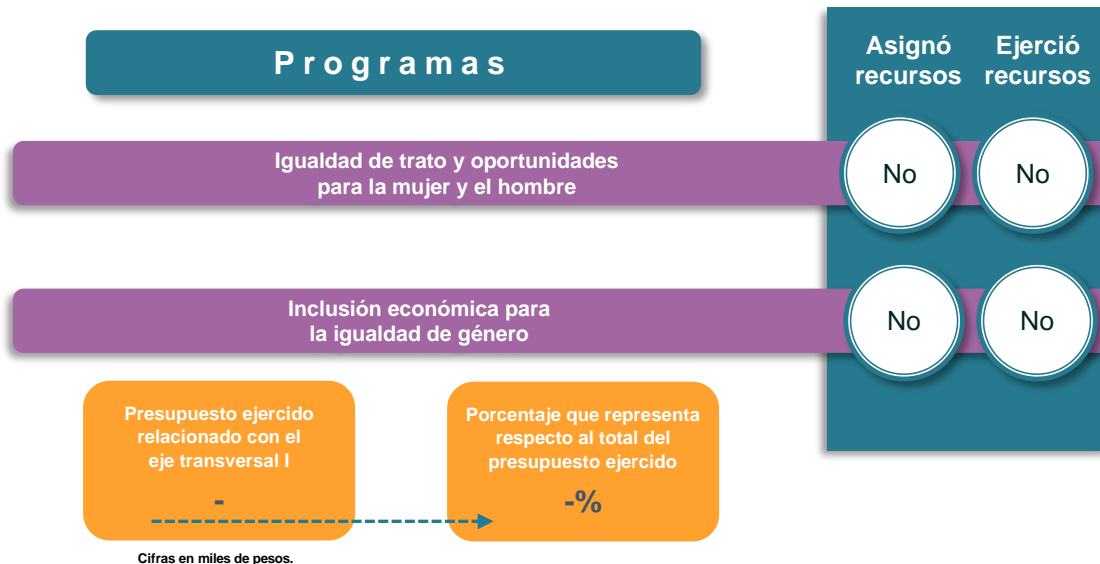 Programas
Asignó
recursos
Ejerció
recursos
Igualdad de trato y oportunidades
para la mujer y el hombre
No
No
Inclusión económica para
la igualdad de género
No
No
Presupuesto ejercido
relacionado con el
eje transversal I
-
Porcentaje que representa
respecto al total del
presupuesto ejercido
-%
Cifras en miles de pesos.